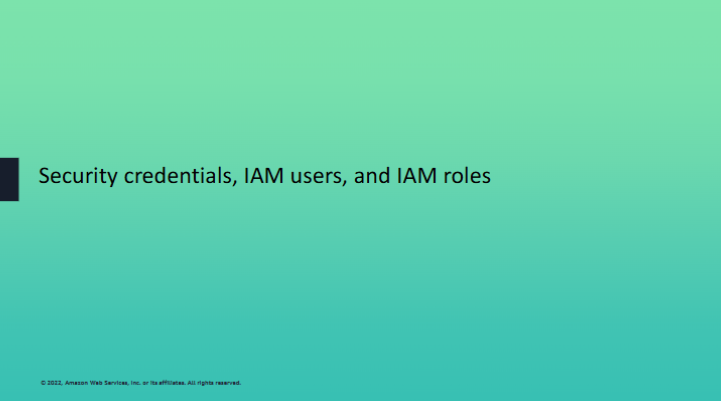 Security credentials, IAM users, and IAM roles
© 2022, Amazon Web Services, Inc. or its affiliates. All rights reserved.